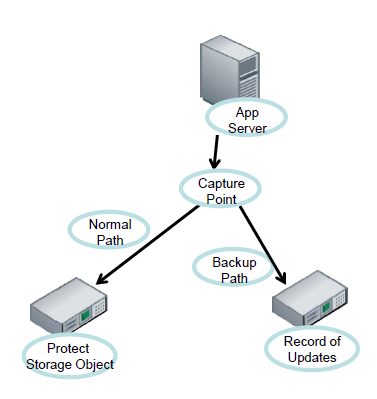 App
Server
Capture
Point
Normal
Path
Backup
Path
Protect
Storage Object
Record of
Updates